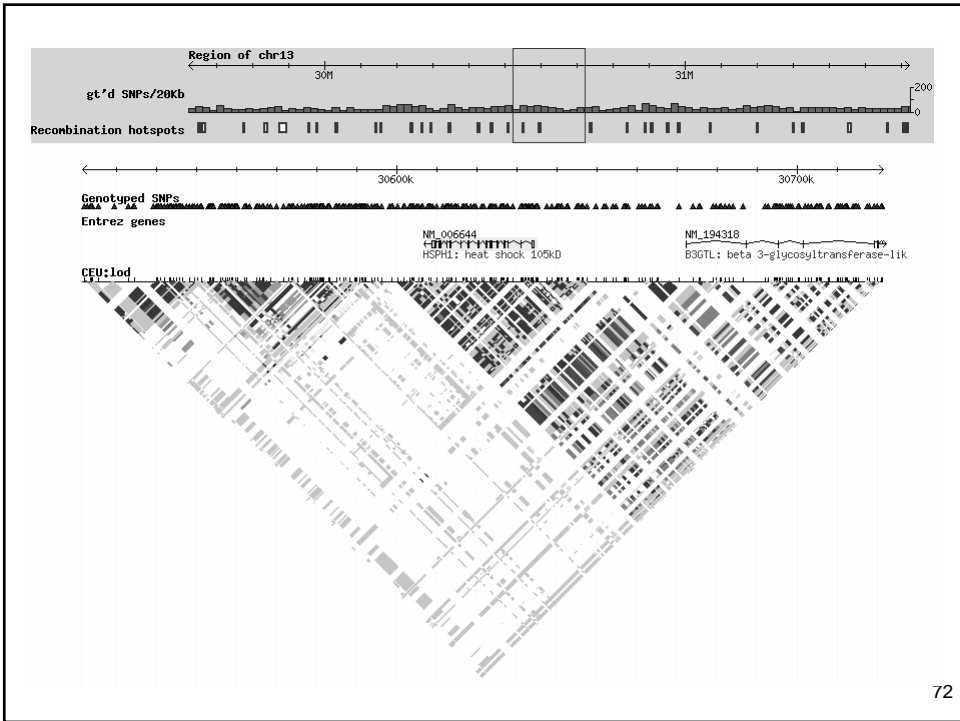 Region of chr13
30M 31M
gt'd SNPs/20Kb 200
0
Recombination hotspots
30600k 30700k
Genotyped SNPs
Entrez genes
NM_006644 NM_194318
HSPH1: heat shock 105kD B3GTL: beta 3-glycosyltransferase-lik
CEU:lod
72